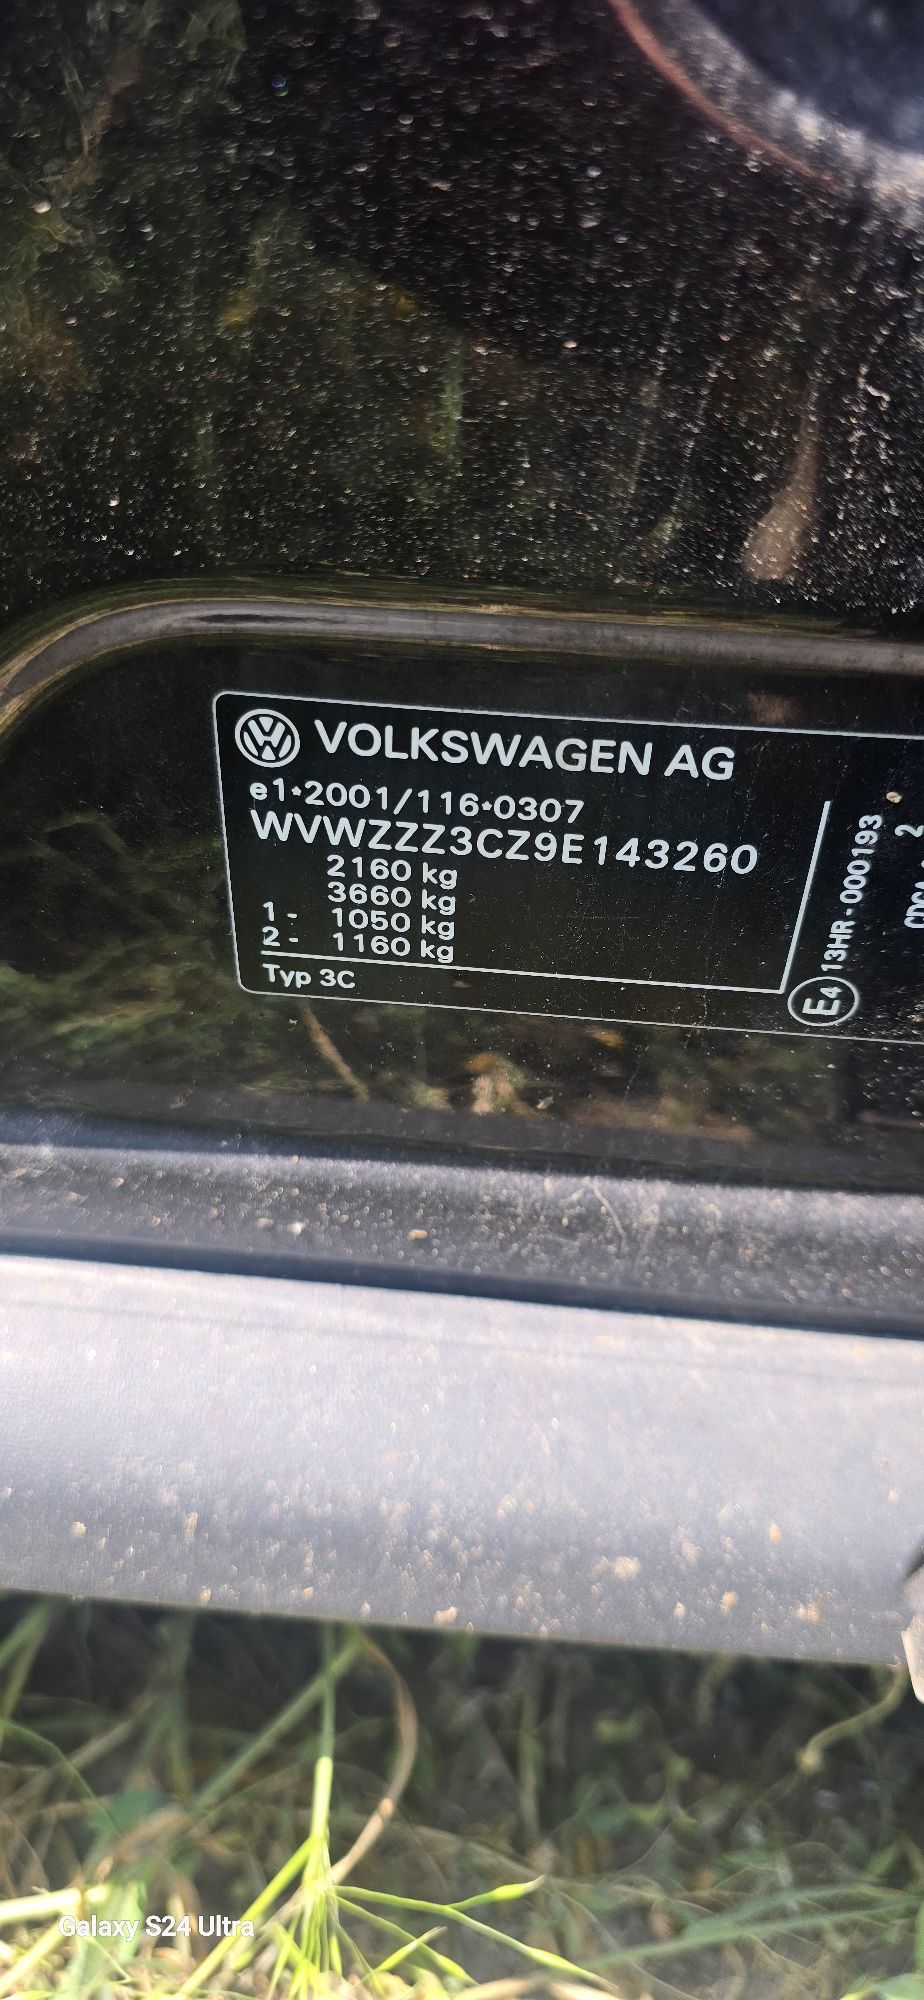 VOLKSWAGEN AG
e1*2001/116*0307
WVWZZZ3CZ9E143260
2160 kg
3660 kg
1 - 1050 kg
2 - 1160 kg
Typ 3C
E4 13HR-000193
2
Galaxy S24 Ultra